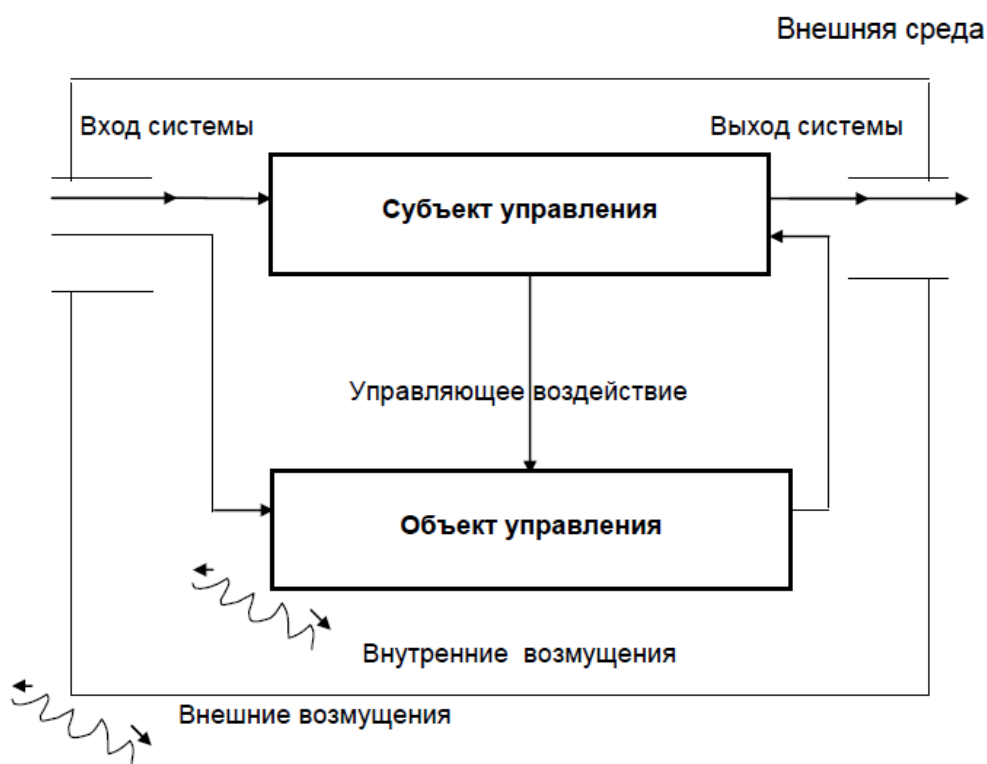 Внешняя среда
Вход системы
Выход системы
Субъект управления
Управляющее воздействие
Объект управления
Внутренние возмущения
Внешние возмущения